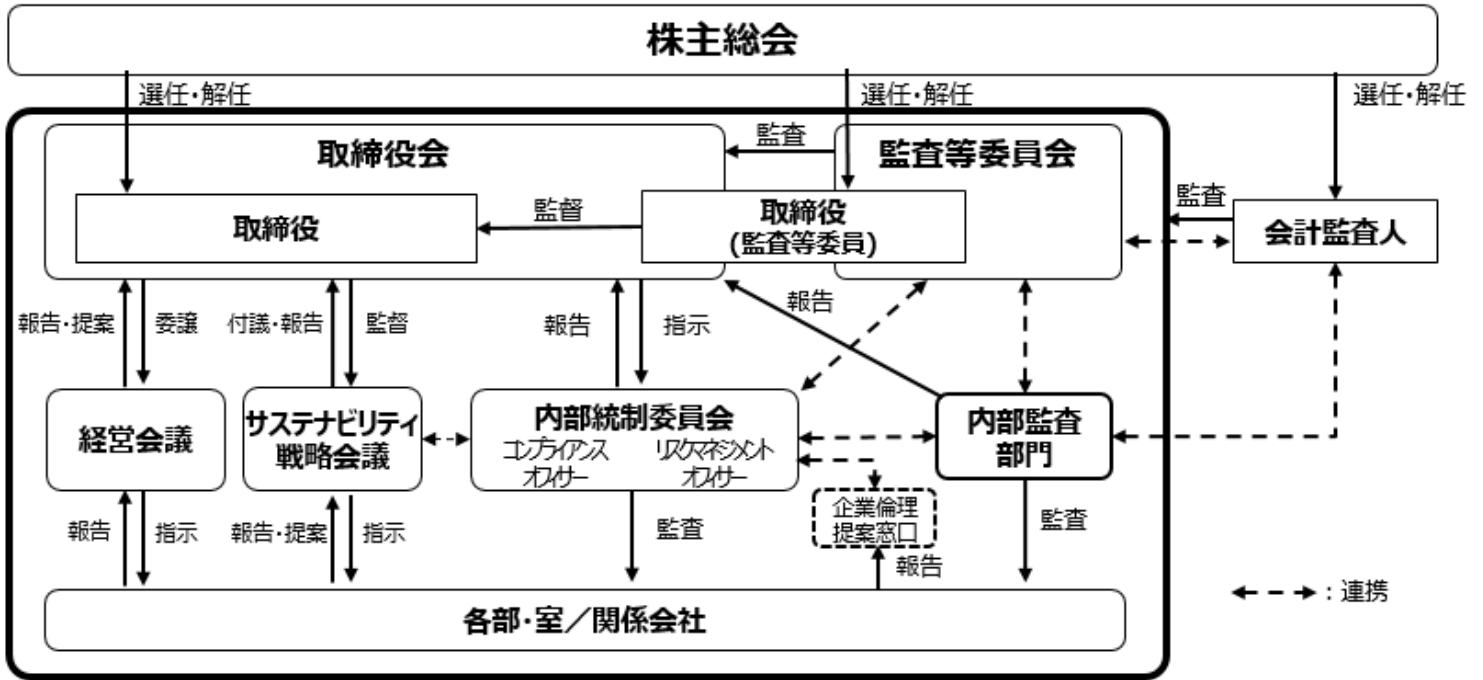 株主総会
選任・解任
選任・解任
選任・解任
取締役会
監査
監査等委員会
取締役
監督
取締役
(監査等委員)
監査
会計監査人
報告・提案
委譲
付議・報告
監督
報告
指示
報告
経営会議
サステナビリティ
戦略会議
内部統制委員会
コンプライアンス
オフィサー
リスクマネジメント
オフィサー
内部監査
部門
企業倫理
提案窓口
報告
指示
報告・提案
指示
監査
報告
監査
各部・室／関係会社
：連携